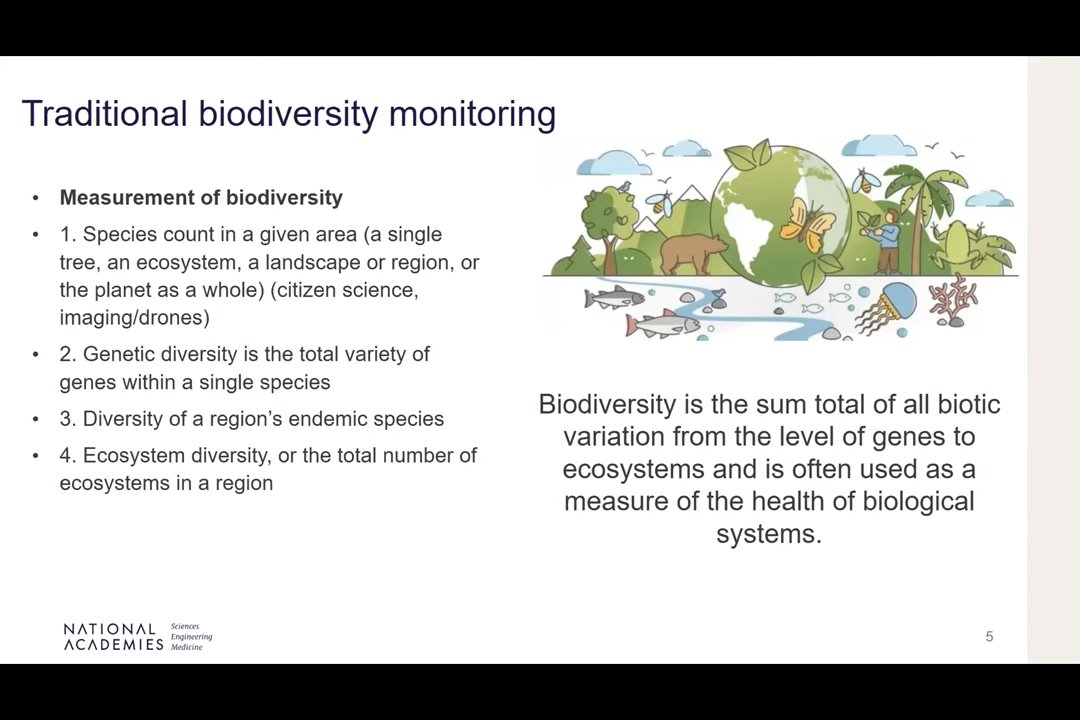 Traditional biodiversity monitoring
• Measurement of biodiversity
• 1. Species count in a given area (a single
tree, an ecosystem, a landscape or region, or
the planet as a whole) (citizen science,
imaging/drones)
• 2. Genetic diversity is the total variety of
genes within a single species
• 3. Diversity of a region’s endemic species
• 4. Ecosystem diversity, or the total number of
ecosystems in a region
Biodiversity is the sum total of all biotic
variation from the level of genes to
ecosystems and is often used as a
measure of the health of biological
systems.
NATIONAL
ACADEMIES
Sciences
Engineering
Medicine
5